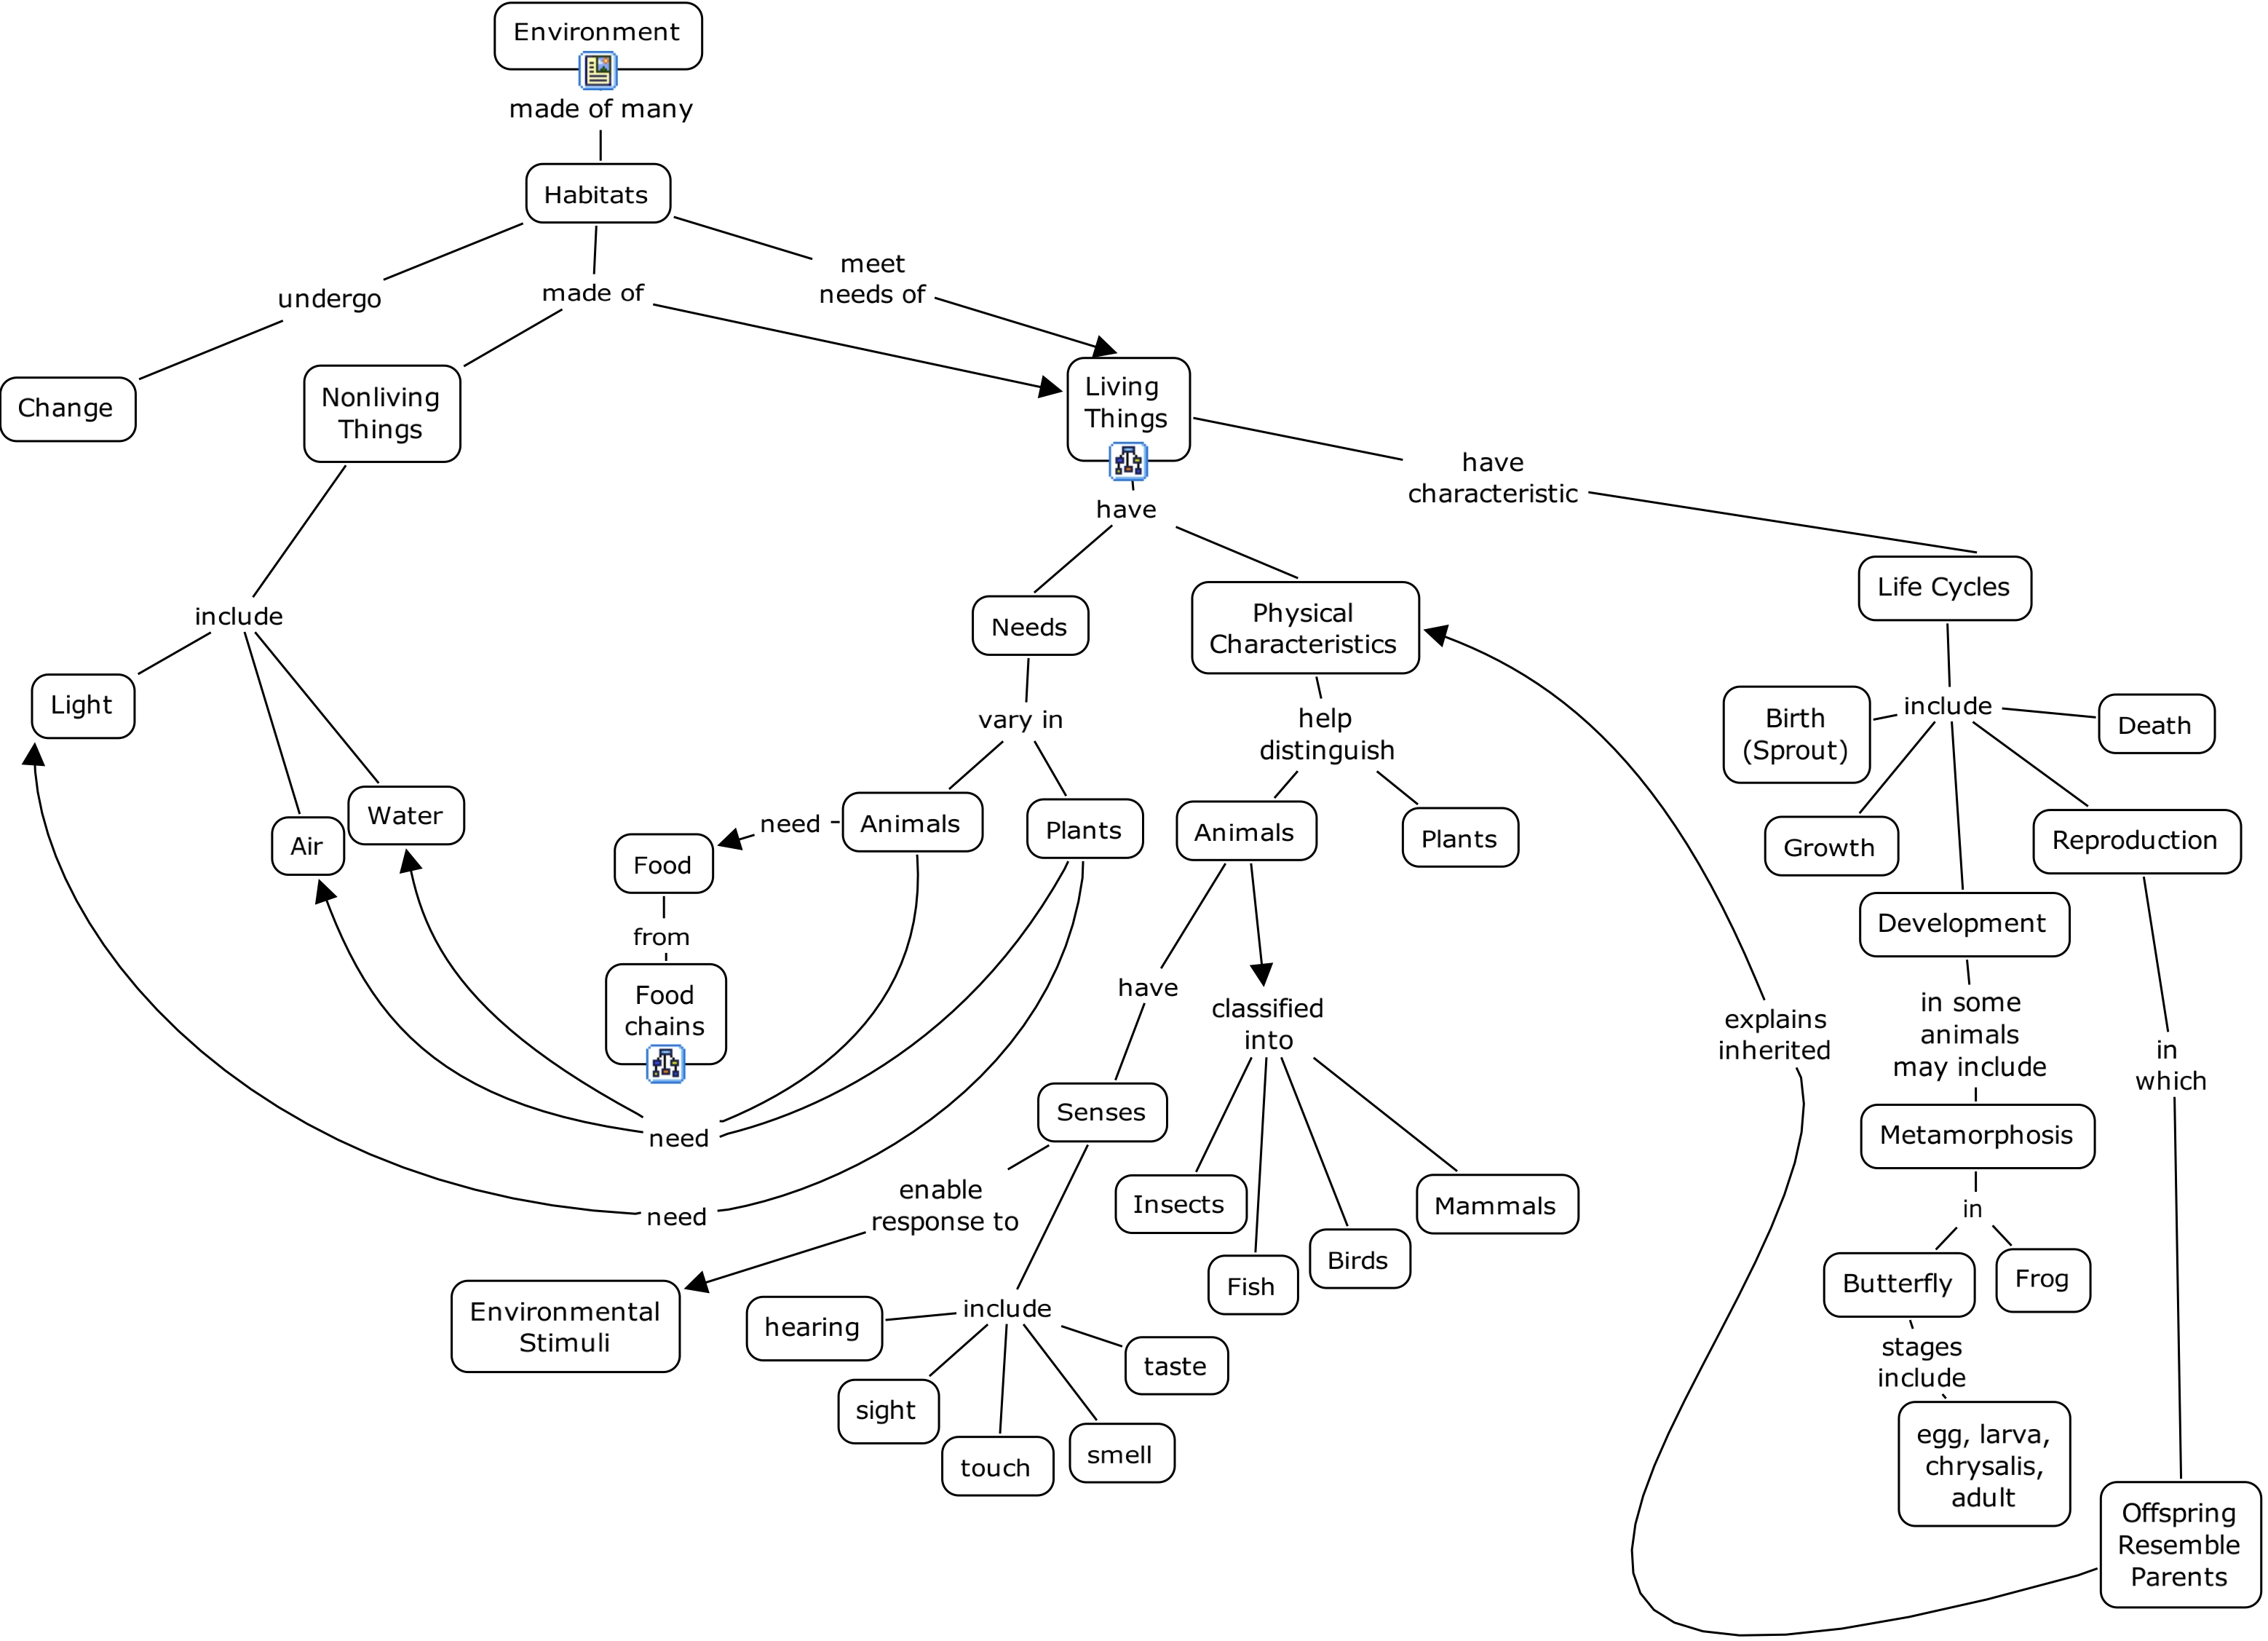 Environment
made of many
Habitats
undergo
made of
meet
needs of
Change
Nonliving
Things
Living
Things
have
characteristic
have
include
Needs
Physical
Characteristics
Life Cycles
Light
Air
Water
vary in
help
distinguish
include
Birth
(Sprout)
Death
Growth
Reproduction
Development
need
Animals
Plants
Animals
Plants
Food
from
Food
chains
have
classified
into
explains
inherited
in some
animals
may include
in
which
Metamorphosis
in
Butterfly
Frog
stages
include
egg, larva,
chrysalis,
adult
Offspring
Resemble
Parents
need
need
Senses
enable
response to
Environmental
Stimuli
include
hearing
sight
touch
smell
taste
Insects
Fish
Birds
Mammals